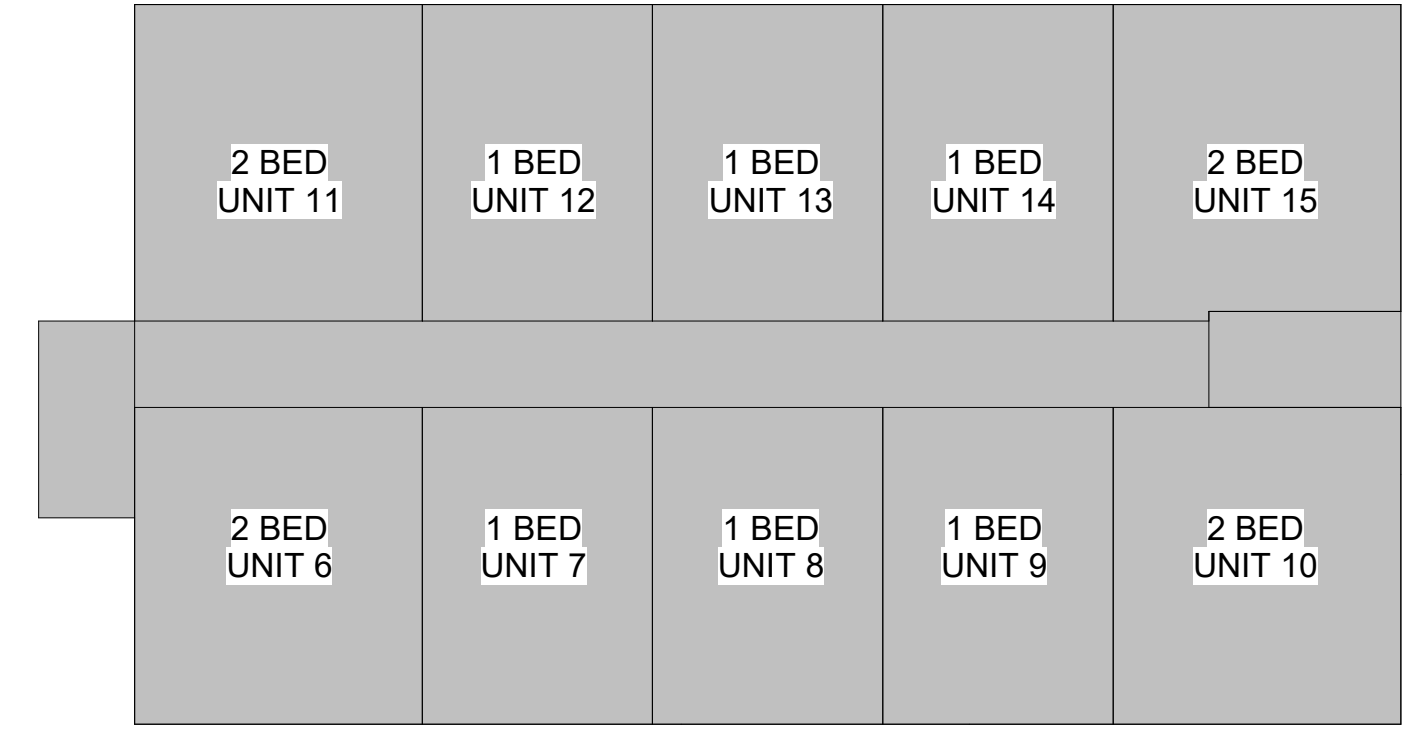 2 BED
UNIT 11
1 BED
UNIT 12
1 BED
UNIT 13
1 BED
UNIT 14
2 BED
UNIT 15
2 BED
UNIT 6
1 BED
UNIT 7
1 BED
UNIT 8
1 BED
UNIT 9
2 BED
UNIT 10